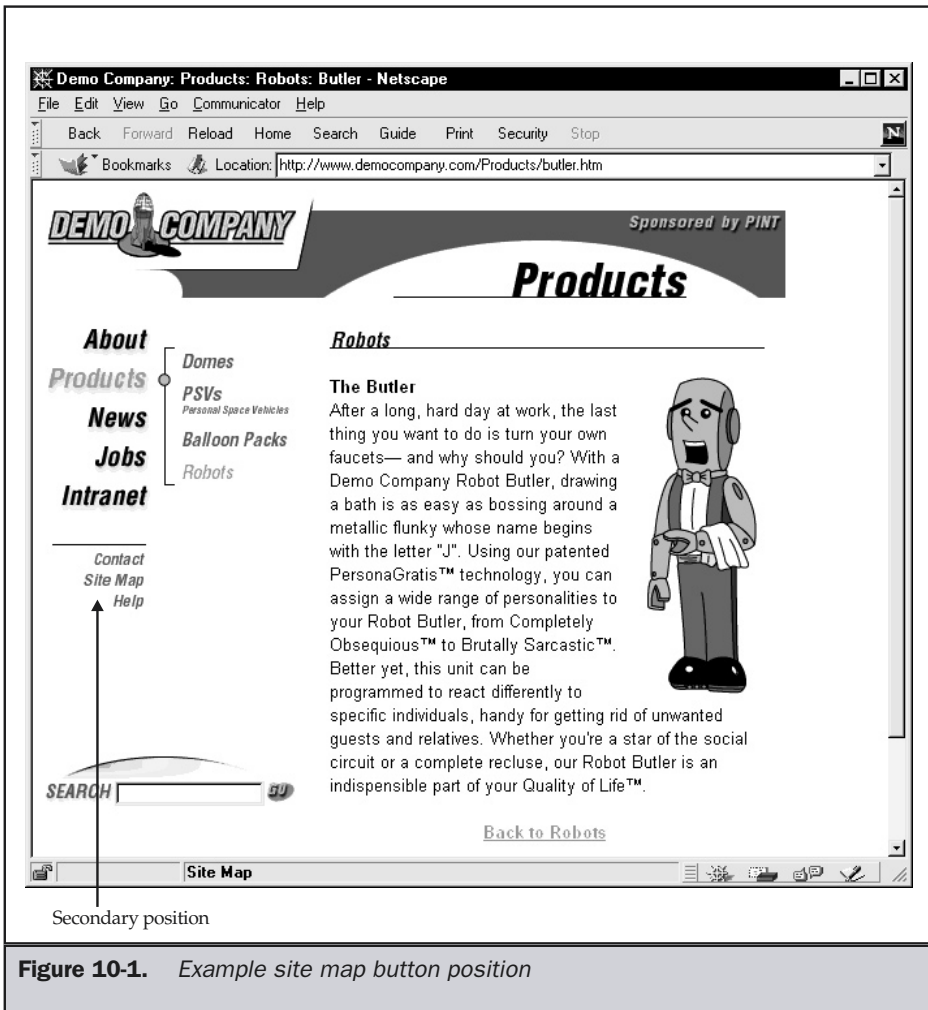 Demo Company: Products: Robots: Butler - Netscape
File Edit View Go Communicator Help
Back Forward Reload Home Search Guide Print Security Stop
N
Bookmarks Location: http://www.democompany.com/Products/butler.htm
DEMO COMPANY
Sponsored by PINT
Products
About
Products
News
Jobs
Intranet
Domes
PSVs
Personal Space Vehicles
Balloon Packs
Robots
Contact
Site Map
Help
SEARCH GO
Robots
The Butler
After a long, hard day at work, the last
thing you want to do is turn your own
faucets— and why should you? With a
Demo Company Robot Butler, drawing
a bath is as easy as bossing around a
metallic flunky whose name begins
with the letter "J". Using our patented
PersonaGratis™ technology, you can
assign a wide range of personalities to
your Robot Butler, from Completely
Obsequious™ to Brutally Sarcastic™.
Better yet, this unit can be
programmed to react differently to
specific individuals, handy for getting rid of unwanted
guests and relatives. Whether you're a star of the social
circuit or a complete recluse, our Robot Butler is an
indispensible part of your Quality of Life™.
Back to Robots
Site Map
Secondary position
Figure 10-1. Example site map button position